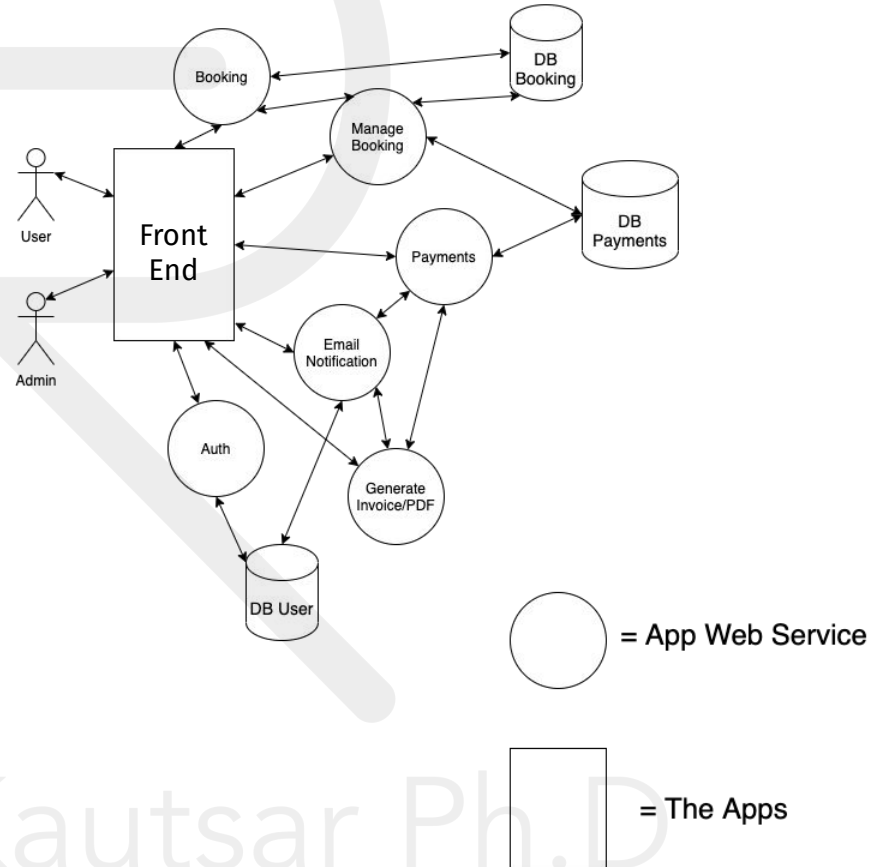 Booking
DB
Booking
Manage
Booking
User
Front
End
DB
Payments
Payments
Email
Notification
Admin
Auth
Generate
Invoice/PDF
DB User
= App Web Service
= The Apps
autsar Ph.D